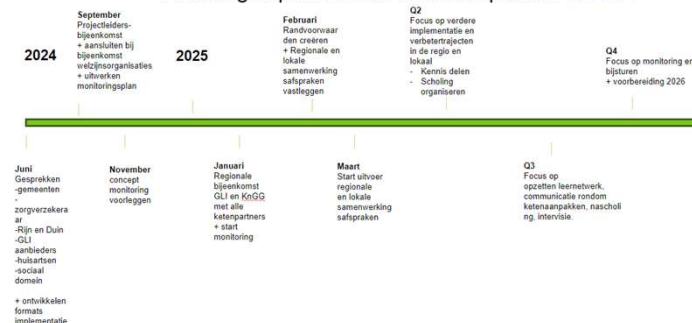 2024
September
Projectleiders-
bijeenkomst
+ aansluiten bij
bijeenkomst
welzijnsorganisaties
+ uitwerken
monitoringsplan
2025
Februari
Randvoorwaar
den creëren
+ Regionale en
lokale
samenwerking
safspraken
vastleggen
Q2
Focus op verdere
implementatie en
verbetertrajecten
in de regio en
lokaal
- Kennis delen
- Scholing
organiseren
Q4
Focus op monitoring en
bijsturen
+ voorbereiding 2026
Juni
Gesprekken
-gemeenten
-
zorgverzekera
ar
-Rijn en Duin
-GLI
aanbieders
-huisartsen
-sociaal
domein
+ ontwikkelen
formats
implementatie
November
concept
monitoring
voorleggen
Januari
Regionale
bijeenkomst
GLI en KnGG
met alle
ketenpartners
+ start
monitoring
Maart
Start uitvoer
regionale
en lokale
samenwerking
safspraken
Q3
Focus op
opzetten leernetwerk,
communicatie rondom
ketenaanpakken, nascholi
ng, intervisie.